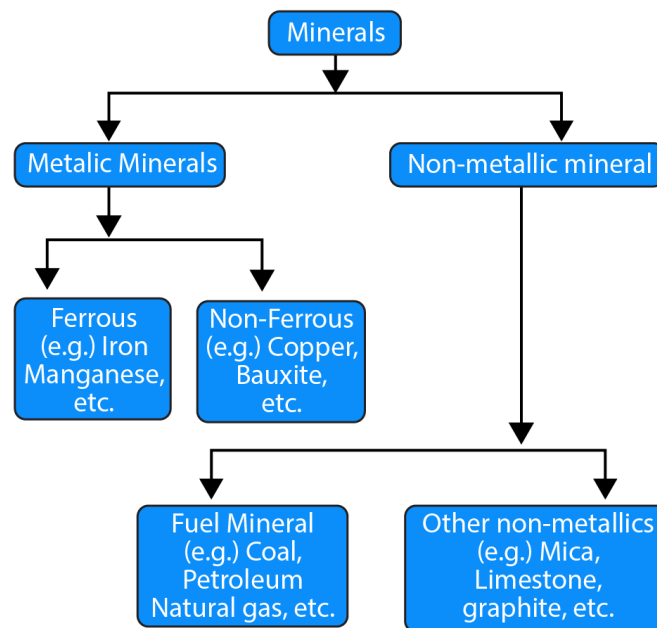 Minerals
Metalic Minerals
Non-metallic mineral
Ferrous
(e.g.) Iron
Manganese,
etc.
Non-Ferrous
(e.g.) Copper,
Bauxite,
etc.
Fuel Mineral
(e.g.) Coal,
Petroleum
Natural gas, etc.
Other non-metallics
(e.g.) Mica,
Limestone,
graphite, etc.